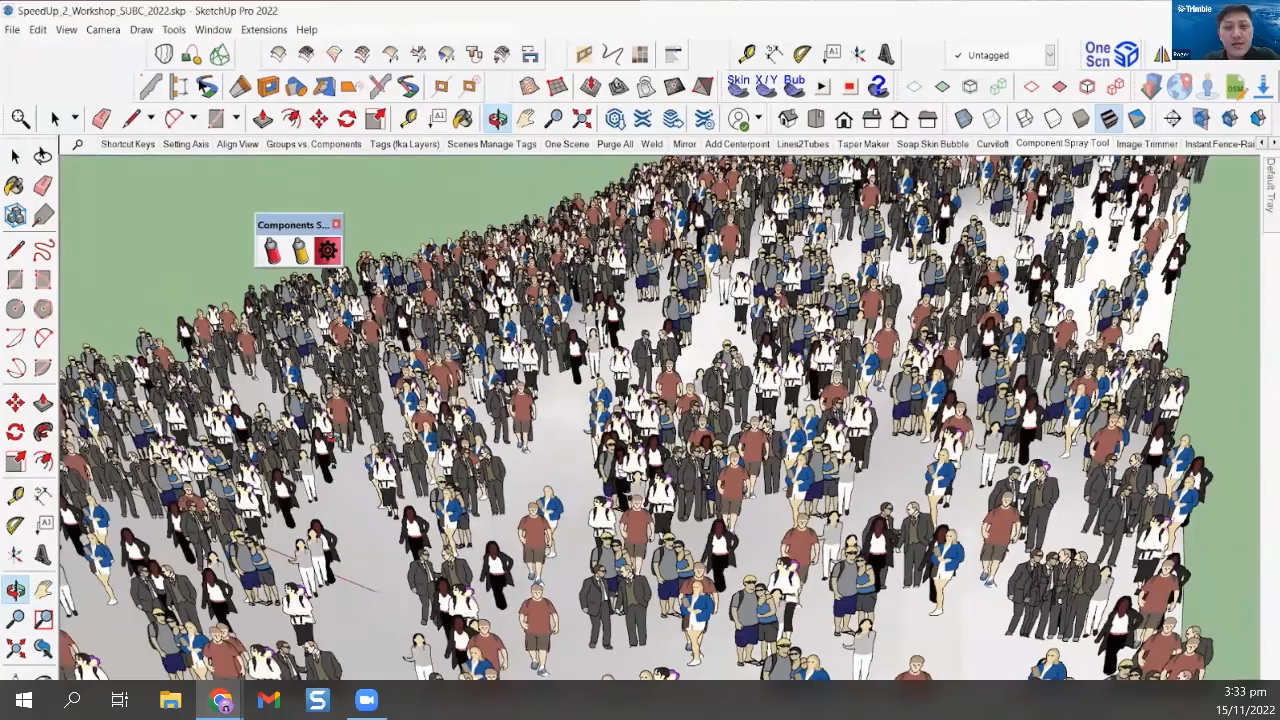 SpeedUp_2_Workshop_SUBC_2022.skp - SketchUp Pro 2022
Trimble
File Edit View Camera Draw Tools Window Extensions Help
Roger
Untagged
One
Scn
Skin X/Y Bub
Shortcut Keys Setting Axis Align View Groups vs. Components Tags (fka Layers) Scenes Manage Tags One Scene Purge All Weld Mirror Add Centerpoint Lines2Tubes Taper Maker Soap Skin Bubble Curviloft Component Spray Tool Image Trimmer Instant Fence-Rai
Default Tray
Components S...
3:33 pm
15/11/2022